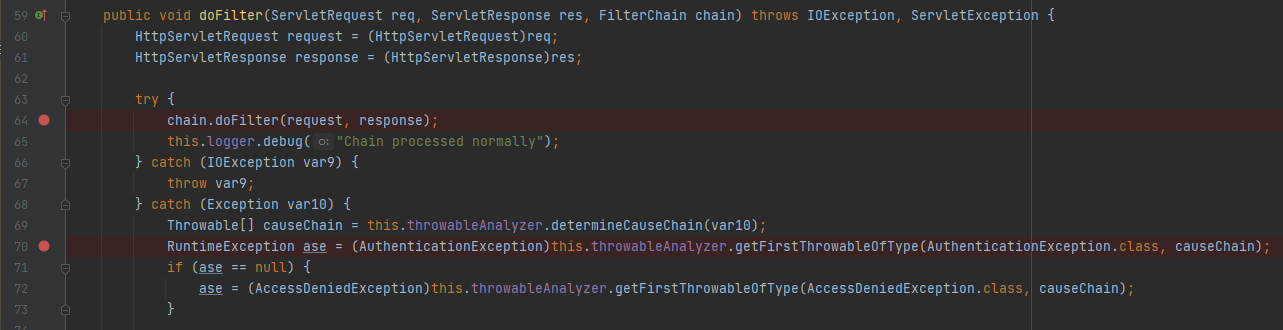 59 public void doFilter(ServletRequest req, ServletResponse res, FilterChain chain) throws IOException, ServletException {
60 HttpServletRequest request = (HttpServletRequest)req;
61 HttpServletResponse response = (HttpServletResponse)res;
62
63 try {
64 chain.doFilter(request, response);
65 this.logger.debug( o: "Chain processed normally");
66 } catch (IOException var9) {
67 throw var9;
68 } catch (Exception var10) {
69 Throwable[] causeChain = this.throwableAnalyzer.determineCauseChain(var10);
70 RuntimeException ase = (AuthenticationException)this.throwableAnalyzer.getFirstThrowableOfType(AuthenticationException.class, causeChain);
71 if (ase == null) {
72 ase = (AccessDeniedException)this.throwableAnalyzer.getFirstThrowableOfType(AccessDeniedException.class, causeChain);
73 }